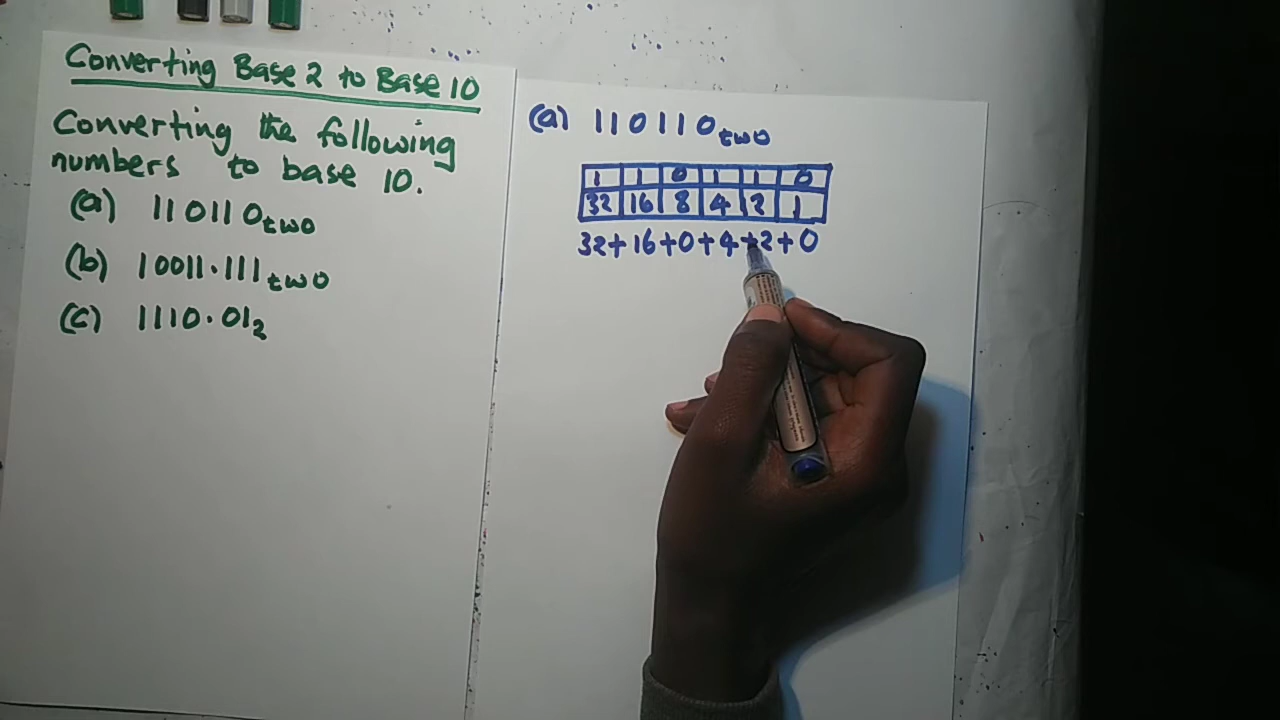 Converting Base 2 to Base 10
Converting the following
numbers to base 10.
(a) 110110two
(b) 10011.111two
(c) 1110.012
(a) 110110two
1 1 0 1 1 0
32 16 8 4 2 1
32+16+0+4+2+0